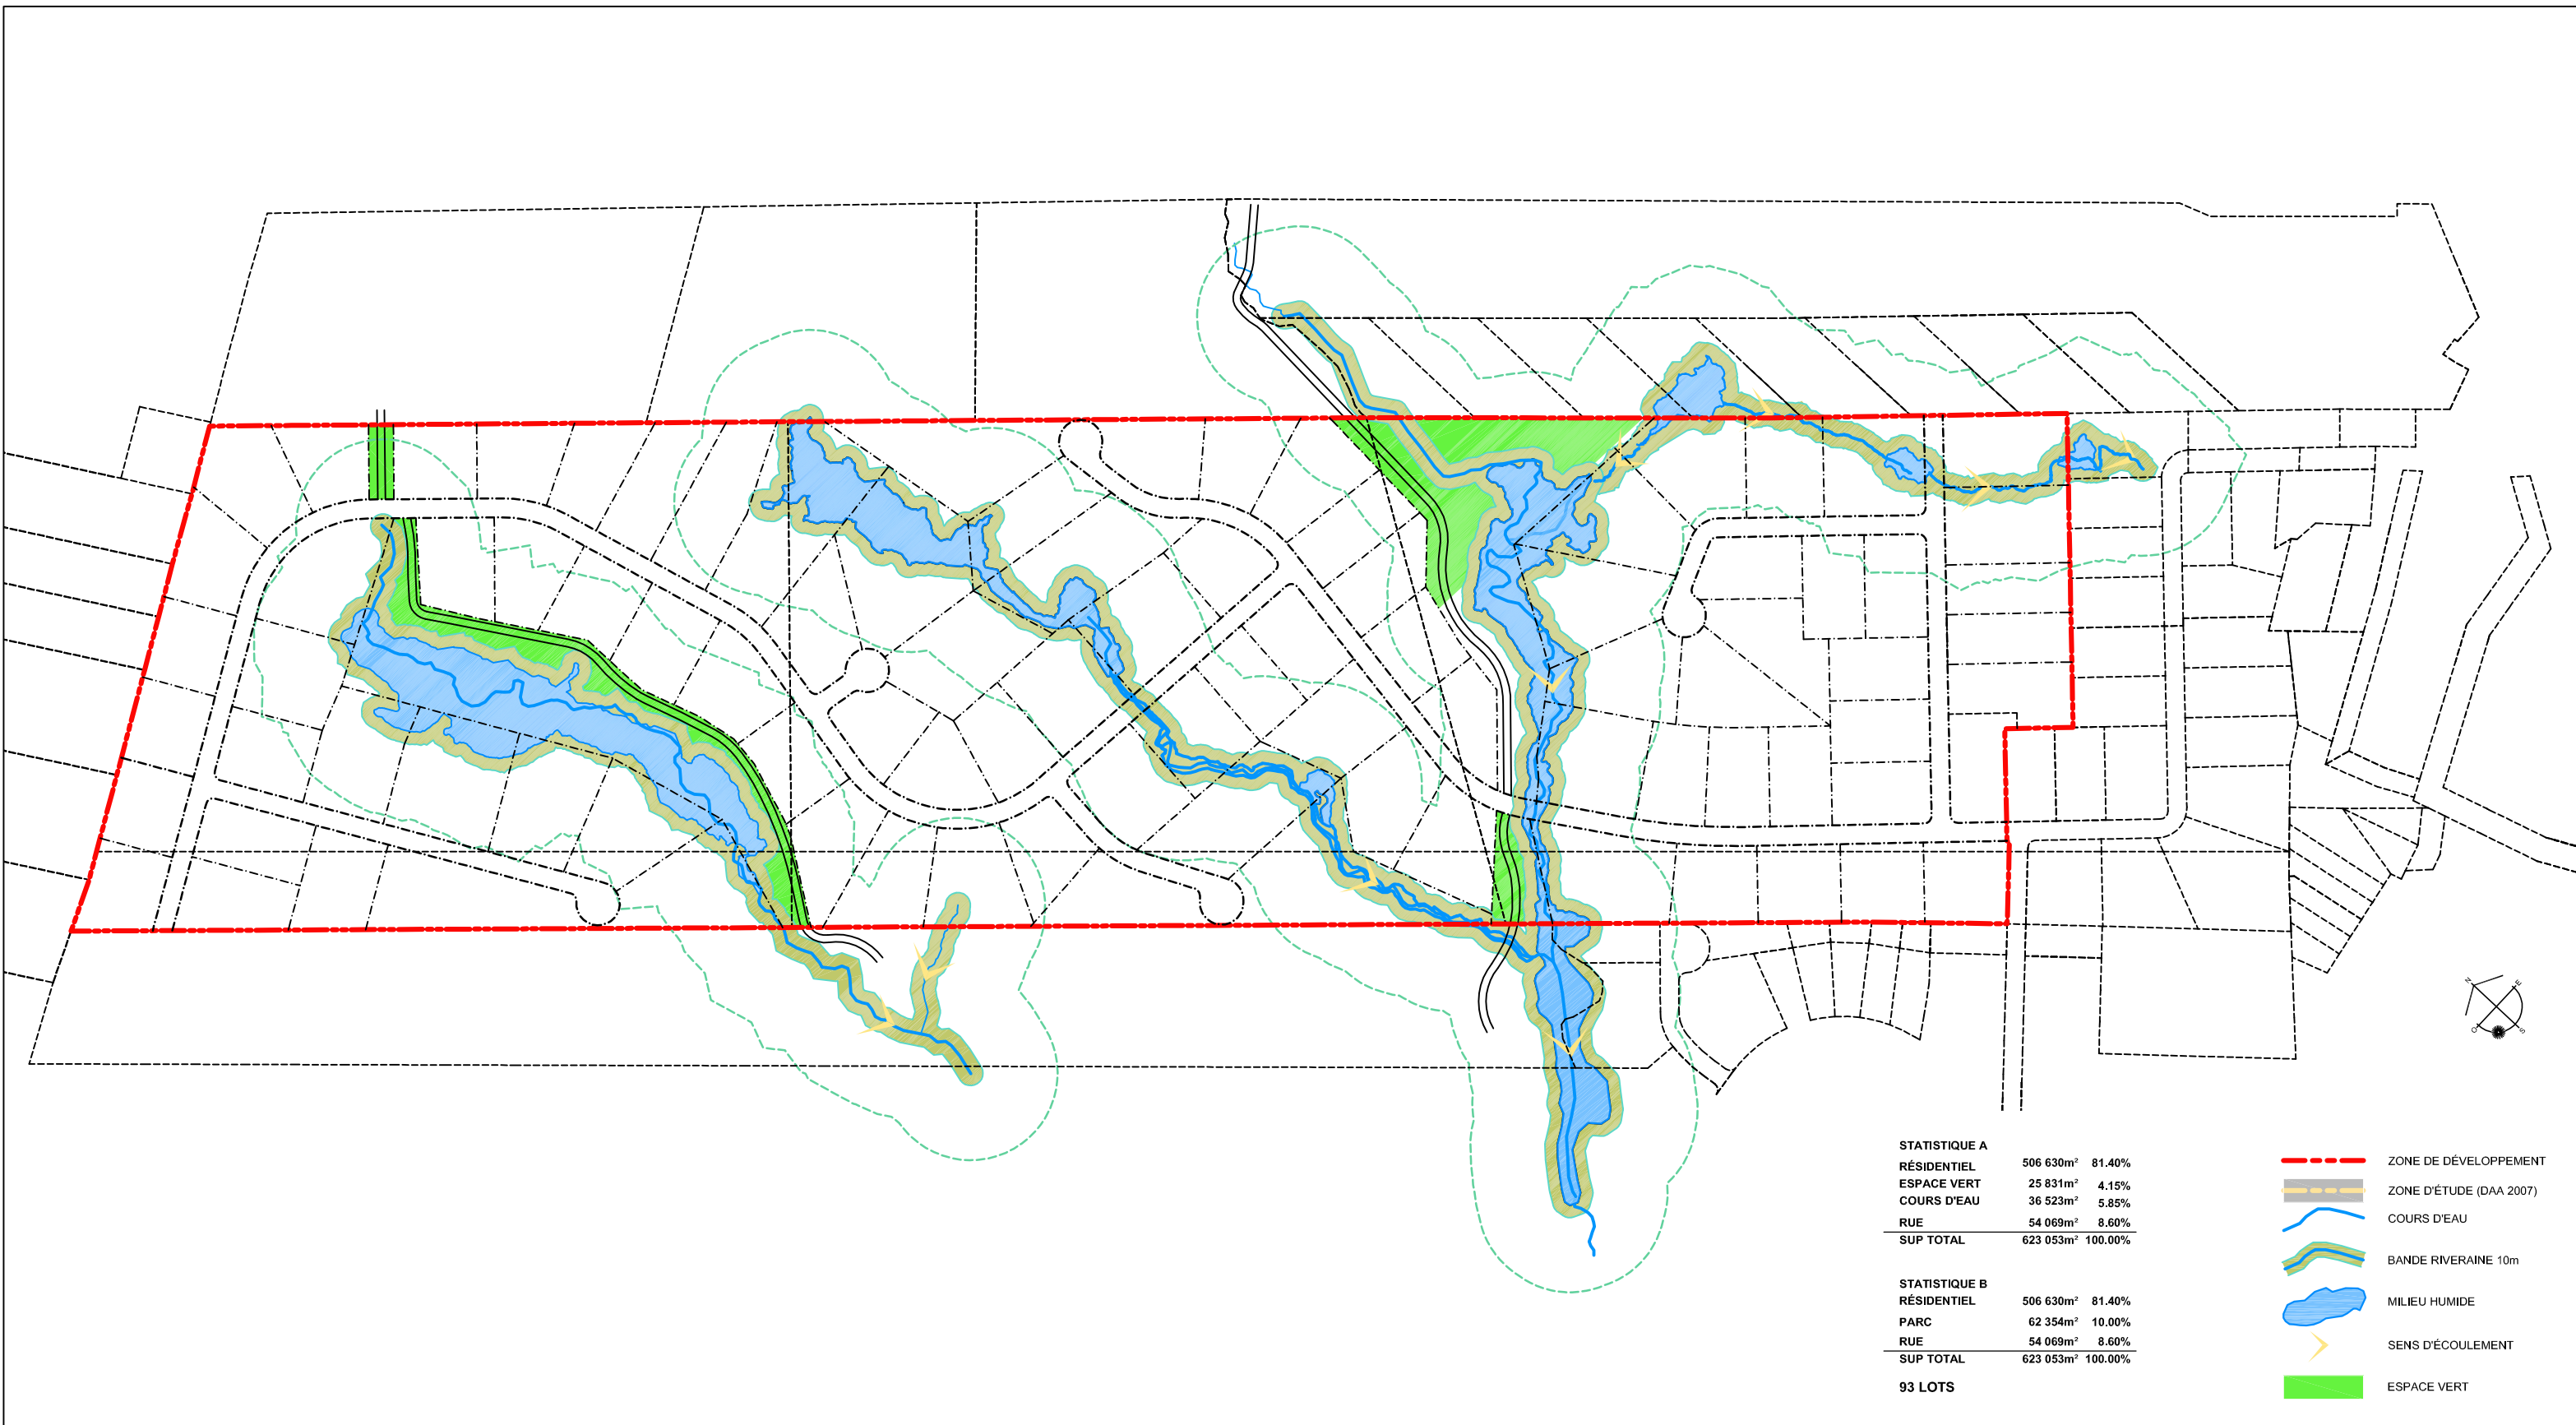 STATISTIQUE A
RÉSIDENTIEL 506 630m² 81.40%
ESPACE VERT 25 831m² 4.15%
COURS D'EAU 36 523m² 5.85%
RUE 54 069m² 8.60%
SUP TOTAL 623 053m² 100.00%
STATISTIQUE B
RÉSIDENTIEL 506 630m² 81.40%
PARC 62 354m² 10.00%
RUE 54 069m² 8.60%
SUP TOTAL 623 053m² 100.00%
93 LOTS
ZONE DE DÉVELOPPEMENT
ZONE D'ÉTUDE (DAA 2007)
COURS D'EAU
BANDE RIVERAINE 10m
MILIEU HUMIDE
SENS D'ÉCOULEMENT
ESPACE VERT
N
E
O
S